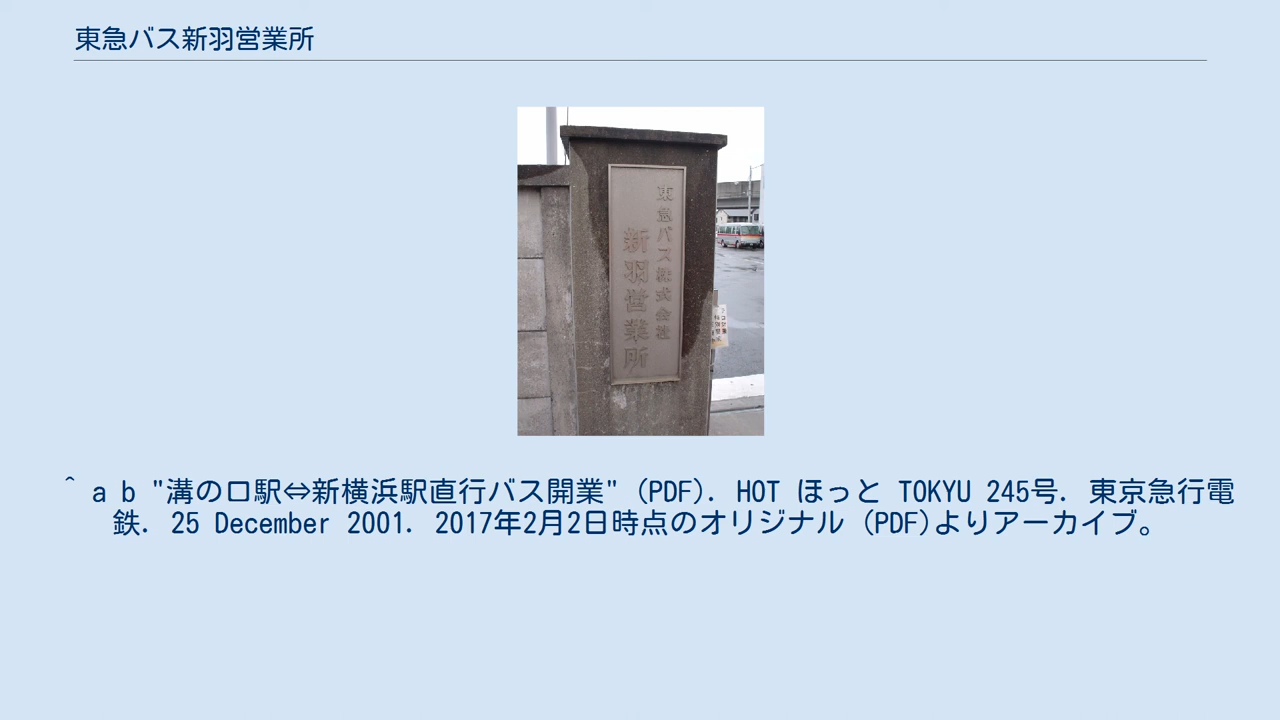 東急バス新羽営業所
東急バス株式会社
新羽営業所
^ a b "溝の口駅⇔新横浜駅直行バス開業" (PDF). HOT ほっと TOKYU 245号. 東京急行電
鉄. 25 December 2001. 2017年2月2日時点のオリジナル (PDF)よりアーカイブ。